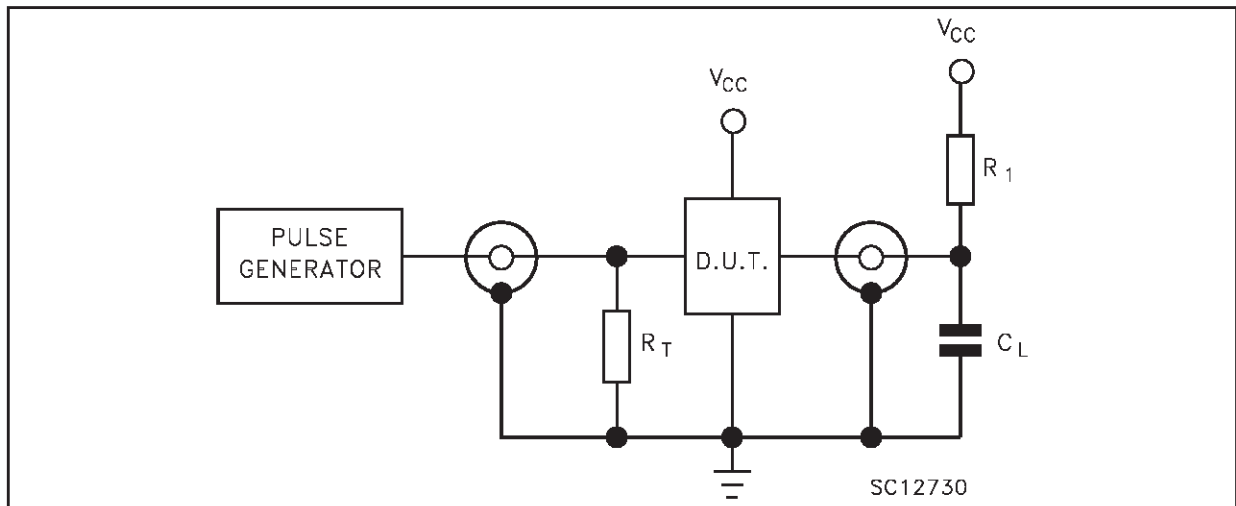 VCC
VCC
R1
PULSE
GENERATOR
D.U.T.
RT
CL
SC12730